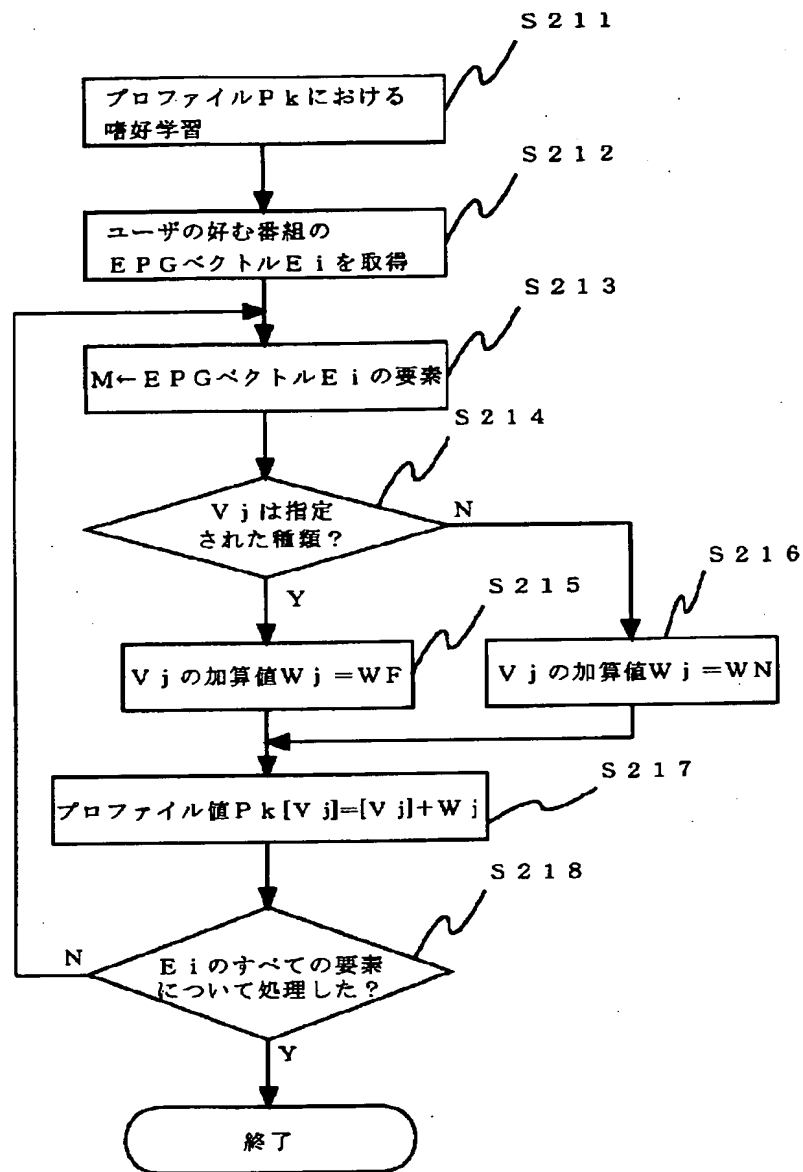 S211
プロファイルPkにおける
嗜好学習
S212
ユーザの好む番組の
EPGベクトルEiを取得
S213
M←EPGベクトルEiの要素
S214
Vjは指定
された種類?
N
Y
S215
S216
Vjの加算値Wj=WF
Vjの加算値Wj=WN
S217
プロファイル値Pk[Vj]=[Vj]+Wj
S218
N
Eiのすべての要素
について処理した?
Y
終了